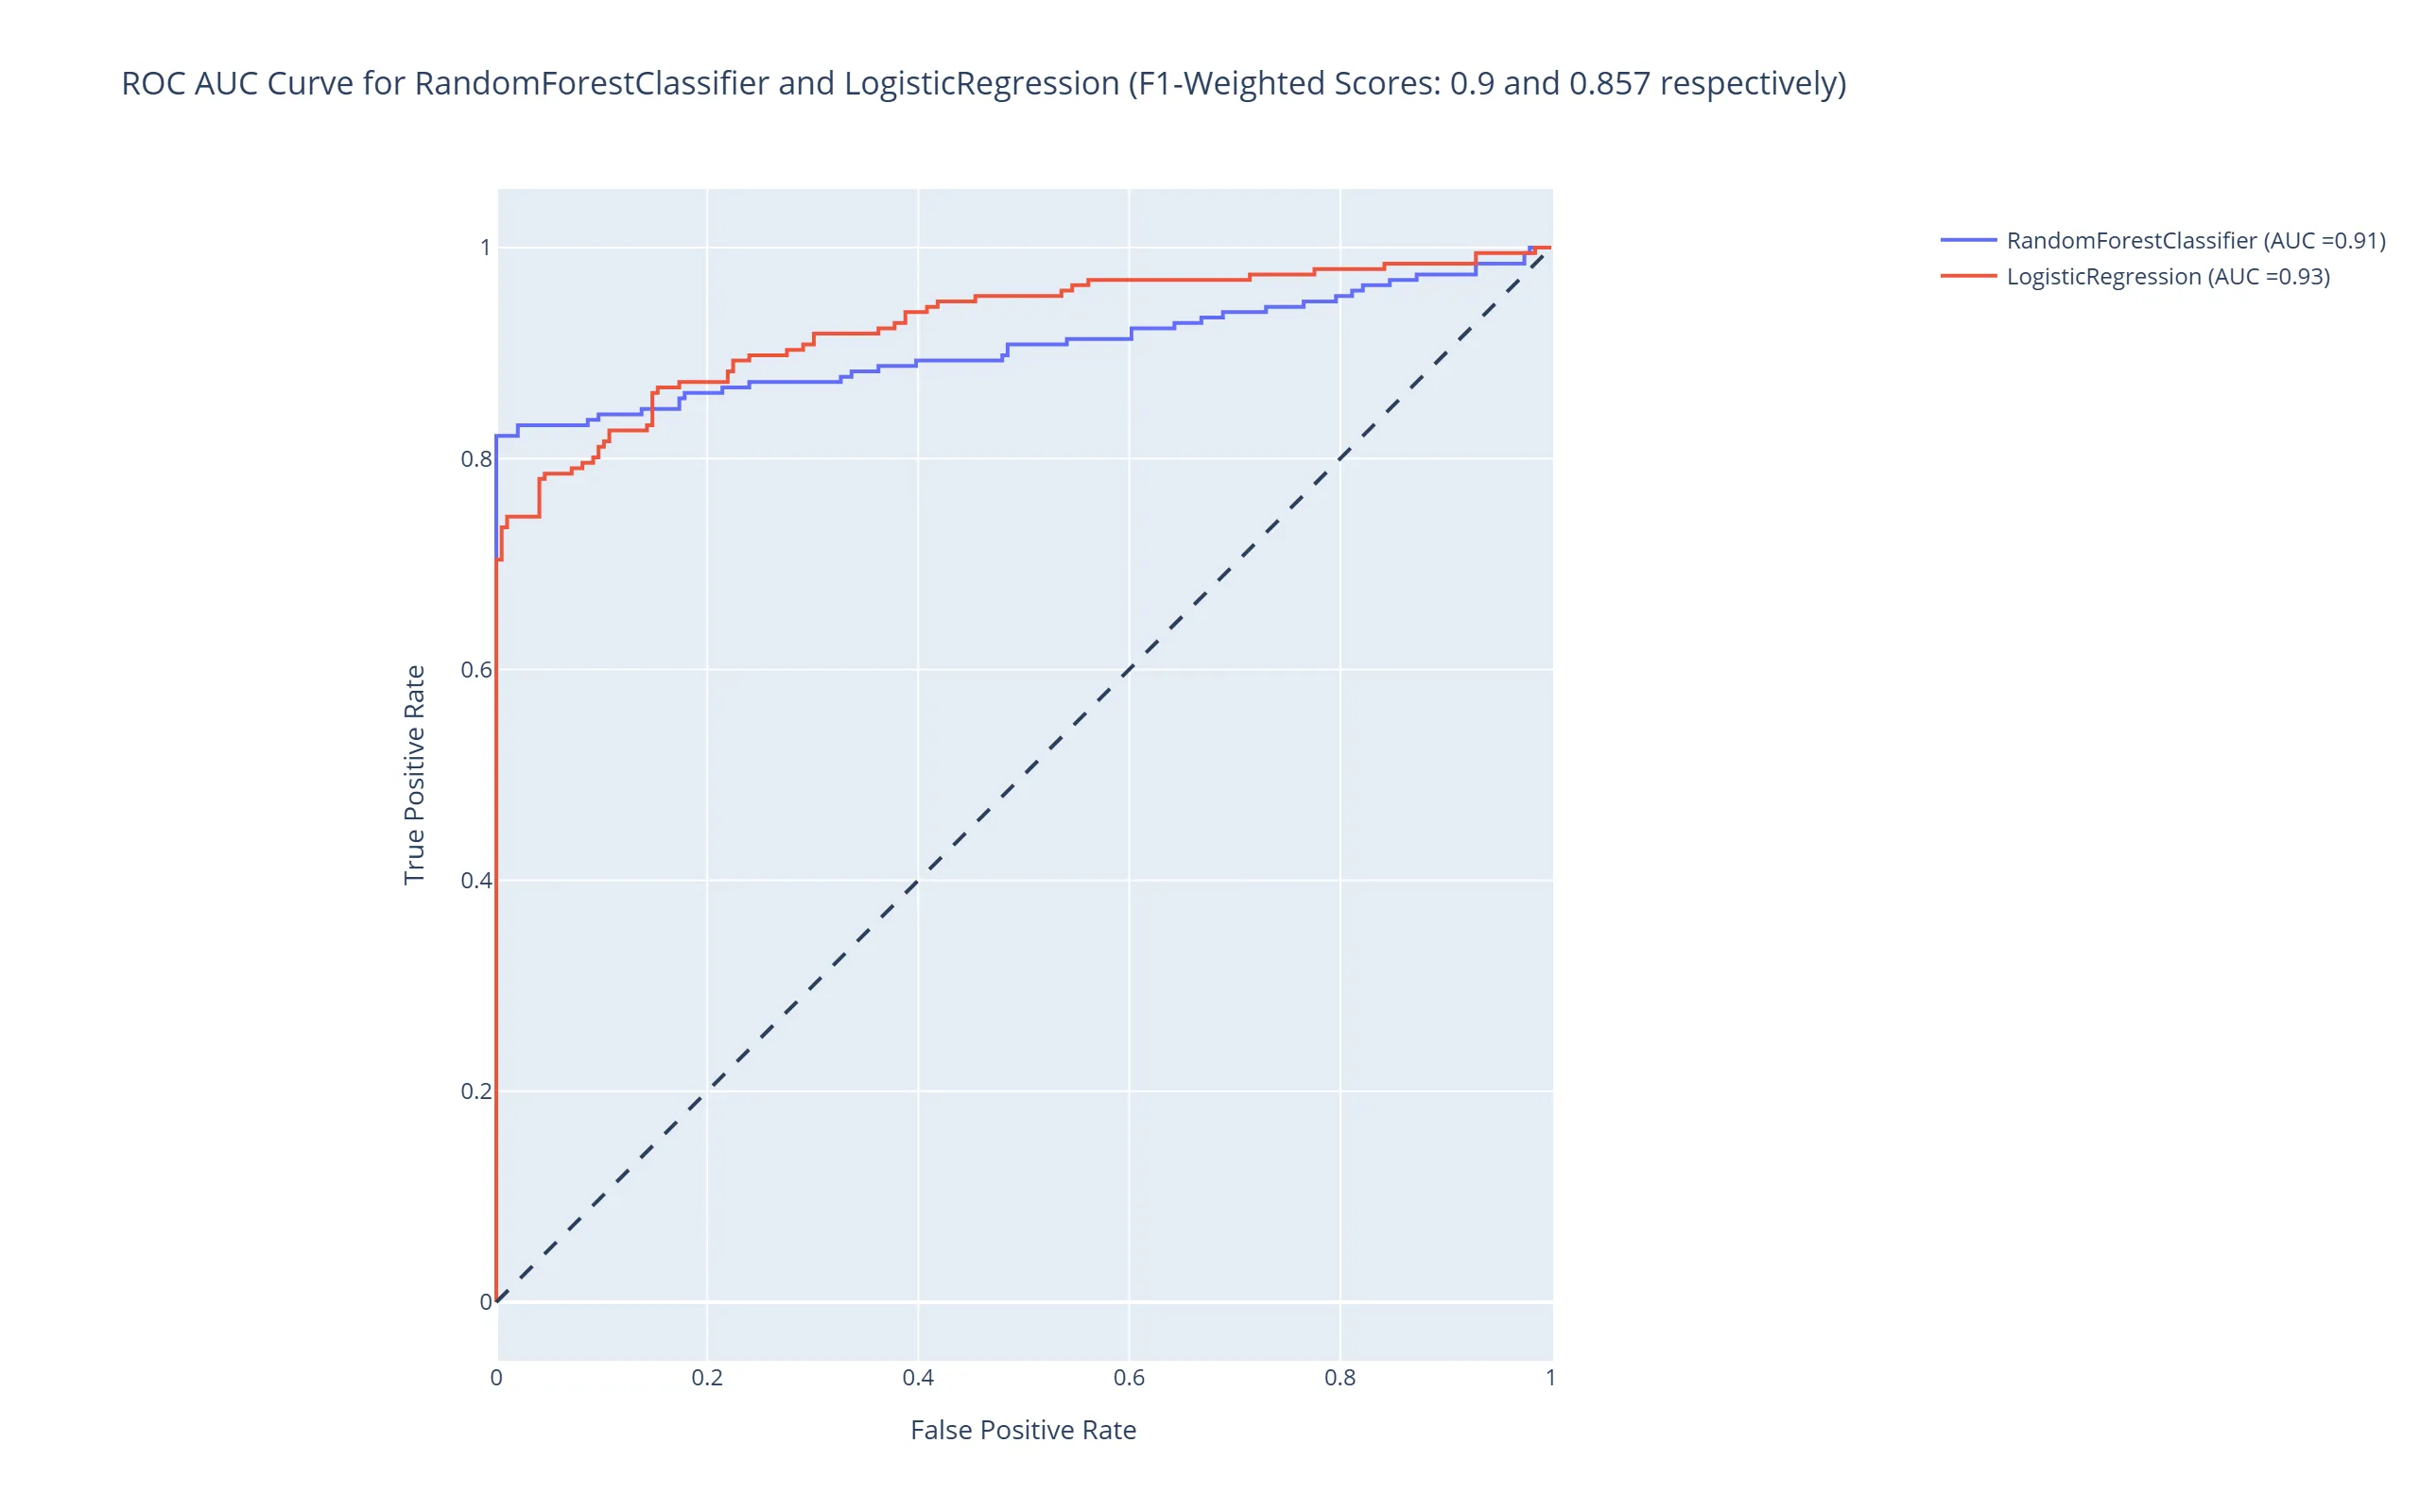 ROC AUC Curve for RandomForestClassifier and LogisticRegression (F1-Weighted Scores: 0.9 and 0.857 respectively)
RandomForestClassifier (AUC =0.91)
LogisticRegression (AUC =0.93)
1
0.8
0.6
0.4
0.2
0
True Positive Rate
0
0.2
0.4
0.6
0.8
1
False Positive Rate